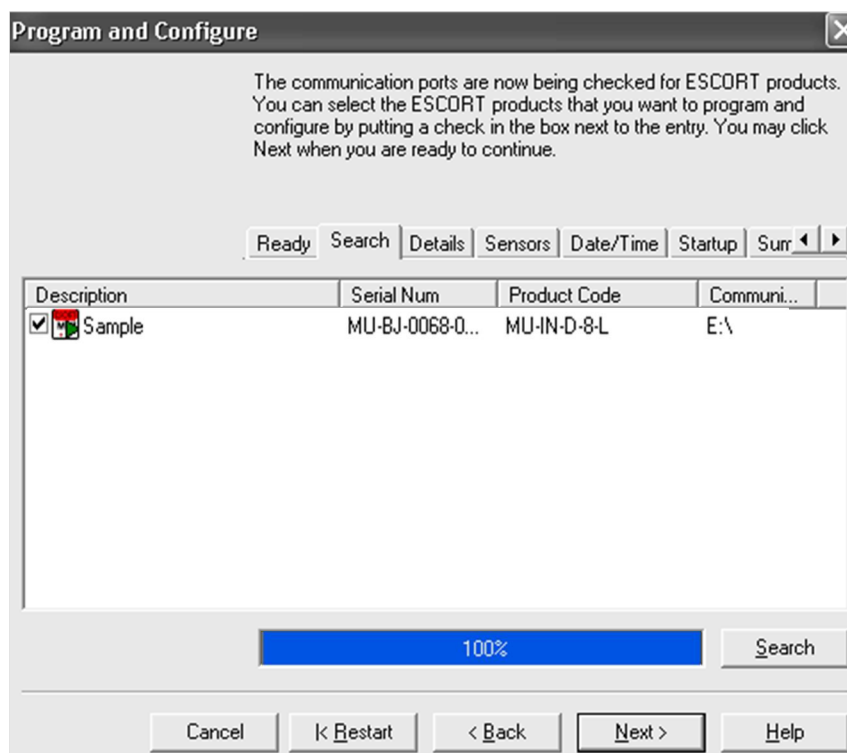 Program and Configure
The communication ports are now being checked for ESCORT products.
You can select the ESCORT products that you want to program and
configure by putting a check in the box next to the entry. You may click
Next when you are ready to continue.
Ready Search Details Sensors Date/Time Startup Sum
Description Serial Num Product Code Communi...
Sample MU-BJ-0068-0... MU-IN-D-8-L E:\
100% Search
Cancel |< Restart < Back Next > Help